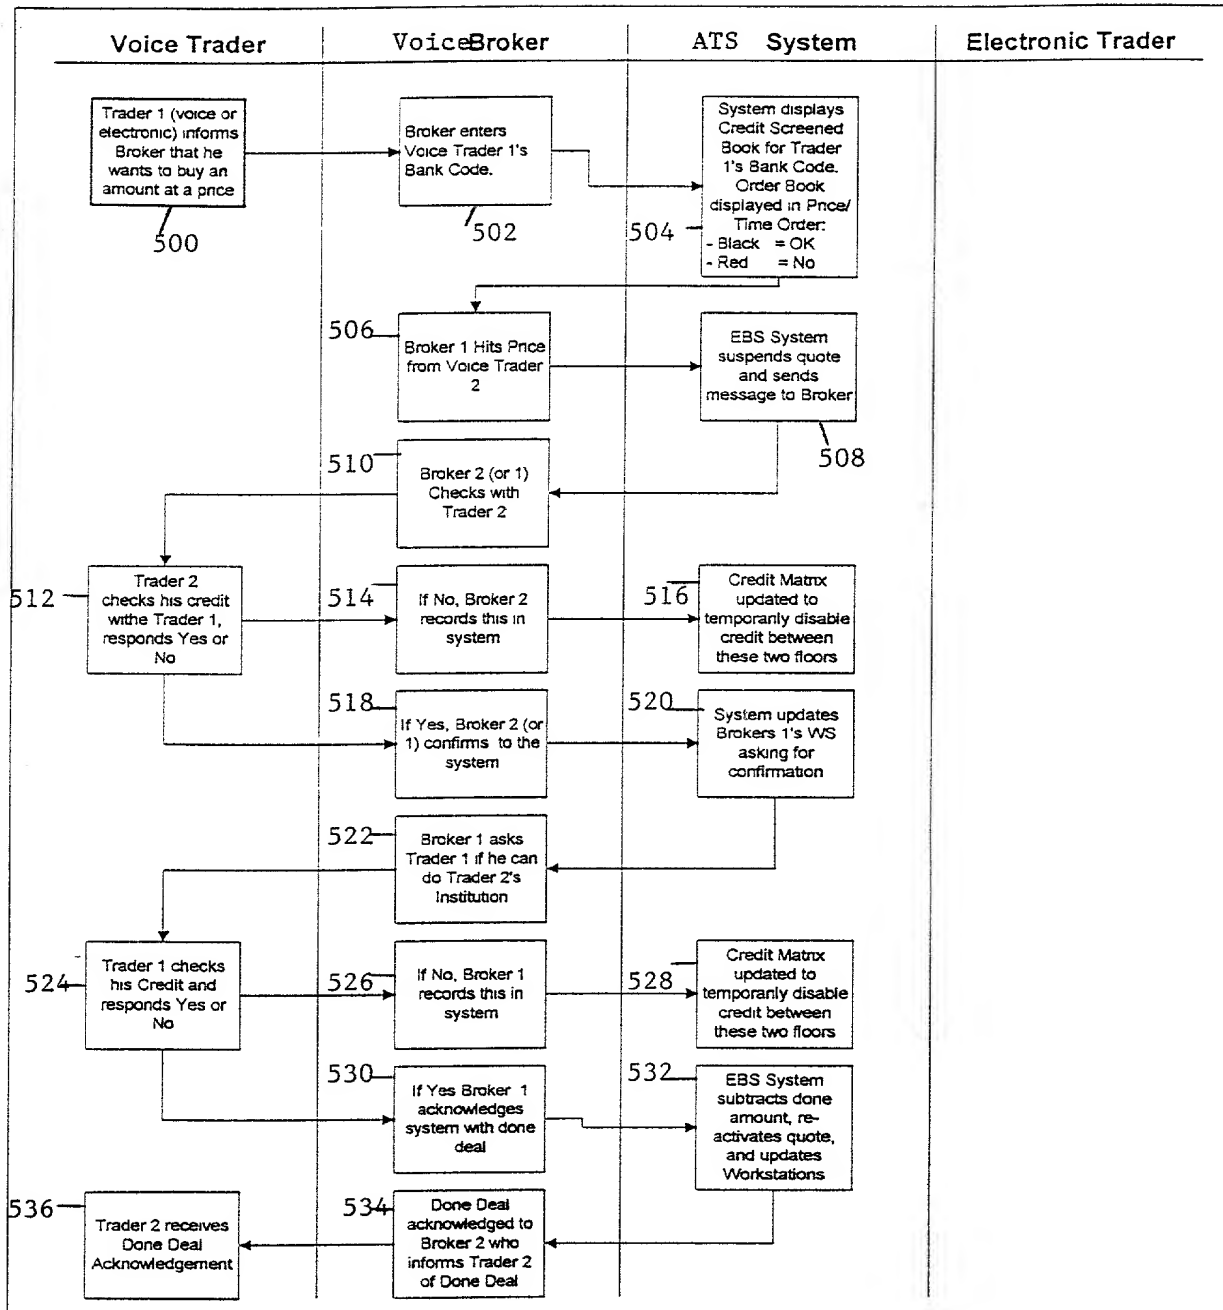 Voice Trader
VoiceBroker
ATS System
Electronic Trader
Trader 1 (voice or
electronic) informs
Broker that he
wants to buy an
amount at a price
500
Broker enters
Voice Trader 1's
Bank Code.
502
System displays
Credit Screened
Book for Trader
1's Bank Code.
Order Book
displayed in Price/
Time Order:
- Black = OK
- Red = No
504
506
Broker 1 Hits Price
from Voice Trader
2
EBS System
suspends quote
and sends
message to Broker
508
510
Broker 2 (or 1)
Checks with
Trader 2
512
Trader 2
checks his credit
withe Trader 1,
responds Yes or
No
514
If No, Broker 2
records this in
system
516
Credit Matrix
updated to
temporarily disable
credit between
these two floors
518
If Yes, Broker 2 (or
1) confirms to the
system
520
System updates
Brokers 1's WS
asking for
confirmation
522
Broker 1 asks
Trader 1 if he can
do Trader 2's
Institution
524
Trader 1 checks
his Credit and
responds Yes or
No
526
If No, Broker 1
records this in
system
528
Credit Matrix
updated to
temporarily disable
credit between
these two floors
530
If Yes Broker 1
acknowledges
system with done
deal
532
EBS System
subtracts done
amount, re-
activates quote,
and updates
Workstations
534
Done Deal
acknowledged to
Broker 2 who
informs Trader 2
of Done Deal
536
Trader 2 receives
Done Deal
Acknowledgement